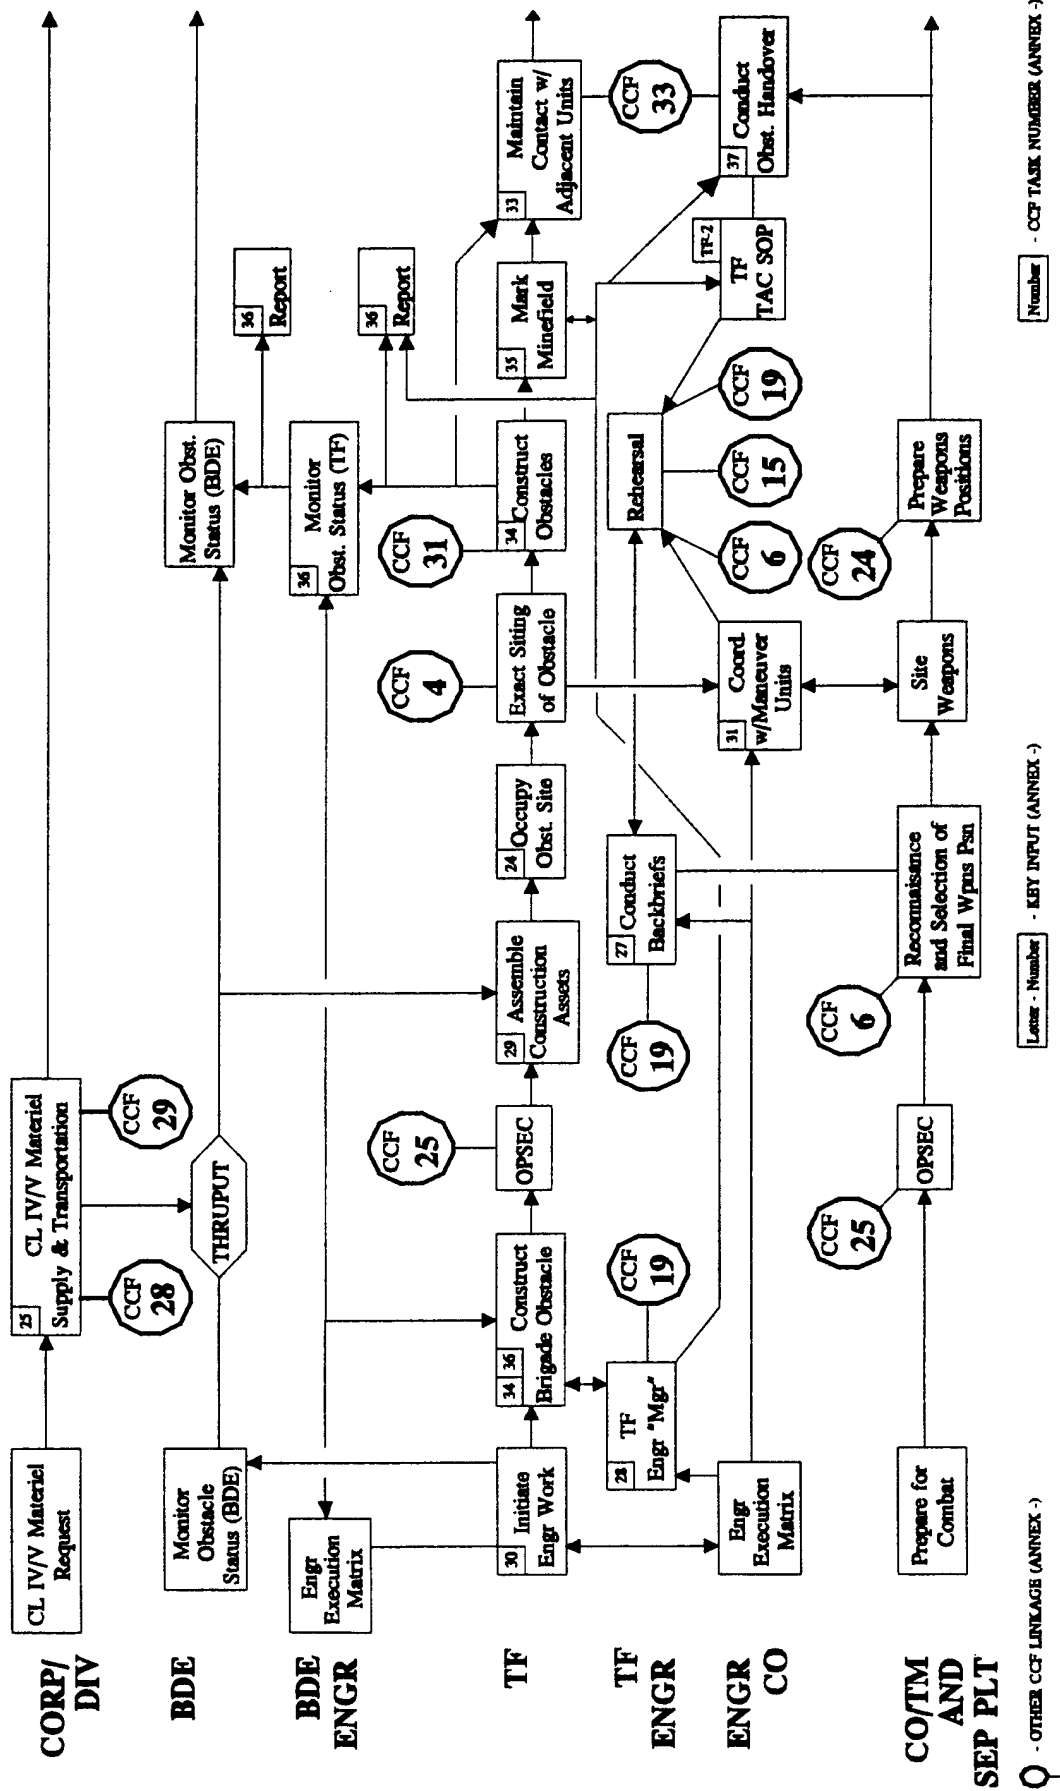 CORP/
DIV
CL IV/V Materiel
Request
25
CL IV/V Materiel
Supply & Transportation
CCF
28
CCF
29
BDE
Monitor
Obstacle
Status (BDE)
THRUPUT
Monitor Obst.
Status (BDE)
36
Report
BDE
ENGR
Engr
Execution
Matrix
36
Monitor
Obst. Status (TF)
36
Report
TF
30
Initiate
Engr Work
34
36
Construct
Brigade Obstacle
CCF
25
OPSEC
29
Assemble
Construction
Assets
24
Occupy
Obst. Site
CCF
4
Exact Siting
of Obstacle
CCF
31
34
Construct
Obstacles
35
Mark
Minefield
33
Maintain
Contact w/
Adjacent Units
CCF
33
TF
ENGR
28
TF
Engr "Mgr"
CCF
19
CCF
19
27
Conduct
Backbriefs
Rehearsal
CCF
6
CCF
15
CCF
19
ENGR
CO
Engr
Execution
Matrix
31
Coord.
w/Maneuver
Units
TF-2
TF
TAC SOP
37
Conduct
Obst. Handover
CO/TM
AND
SEP PLT
Prepare for
Combat
CCF
25
OPSEC
CCF
6
Reconnaisance
and Selection of
Final Wpns Psn
Site
Weapons
CCF
24
Prepare
Weapons
Positions
- OTHER CCF LINKAGE (ANNEX -)
Letter - Number - KEY INPUT (ANNEX -)
Number - CCF TASK NUMBER (ANNEX -)